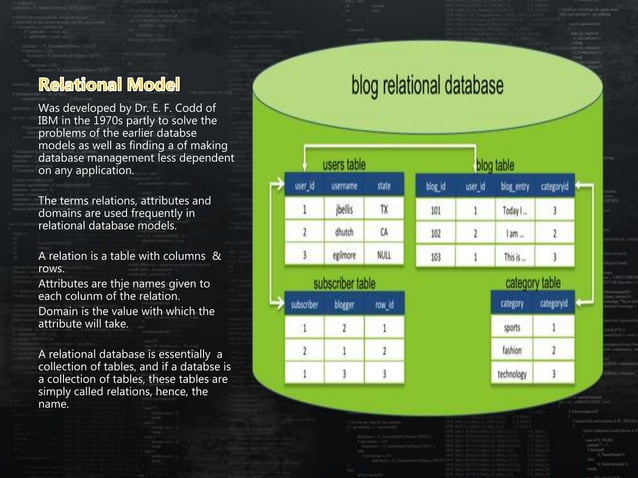 Relational Model
Was developed by Dr. E. F. Codd of
IBM in the 1970s partly to solve the
problems of the earlier databse
models as well as finding a of making
database management less dependent
on any application.
The terms relations, attributes and
domains are used frequently in
relational database models.
A relation is a table with columns &
rows.
Attributes are thje names given to
each colunm of the relation.
Domain is the value with which the
attribute will take.
A relational database is essentially a
collection of tables, and if a databse is
a collection of tables, these tables are
simply called relations, hence, the
name.
blog relational database
users table
user_id username state
1 jbellis TX
2 dhutch CA
3 egilmore NULL
blog table
blog_id user_id blog_entry categoryid
101 1 Today I ... 3
102 2 I am ... 2
103 1 This is ... 3
subscriber table
subscriber blogger row_id
1 2 1
2 1 2
1 3 3
category table
category categoryid
sports 1
fashion 2
technology 3